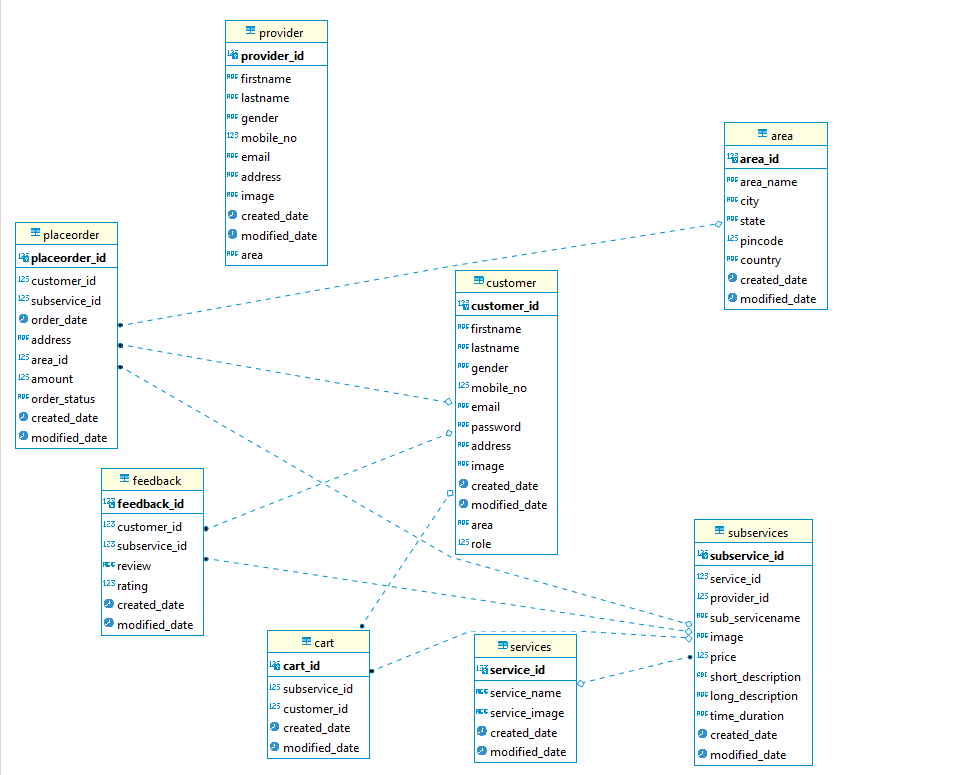 provider
provider_id
firstname
lastname
gender
mobile_no
email
address
image
created_date
modified_date
area
area
area_id
area_name
city
state
pincode
country
created_date
modified_date
placeorder
placeorder_id
customer_id
subservice_id
order_date
address
area_id
amount
order_status
created_date
modified_date
customer
customer_id
firstname
lastname
gender
mobile_no
email
password
address
image
created_date
modified_date
area
role
feedback
feedback_id
customer_id
subservice_id
review
rating
created_date
modified_date
subservices
subservice_id
service_id
provider_id
sub_servicename
image
price
short_description
long_description
time_duration
created_date
modified_date
cart
cart_id
subservice_id
customer_id
created_date
modified_date
services
service_id
service_name
service_image
created_date
modified_date